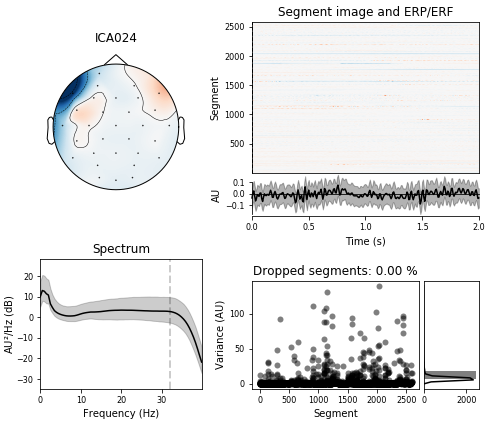 ICA024
Segment image and ERP/ERF
2500
2000
1500
1000
500
Segment
0.1
0.0
−0.1
AU
0.0 0.5 1.0 1.5 2.0
Time (s)
Spectrum
20
10
0
−10
−20
−30
AU²/Hz (dB)
0 10 20 30
Frequency (Hz)
Dropped segments: 0.00 %
100
50
0
Variance (AU)
0 500 1000 1500 2000 2500
Segment
0 2000